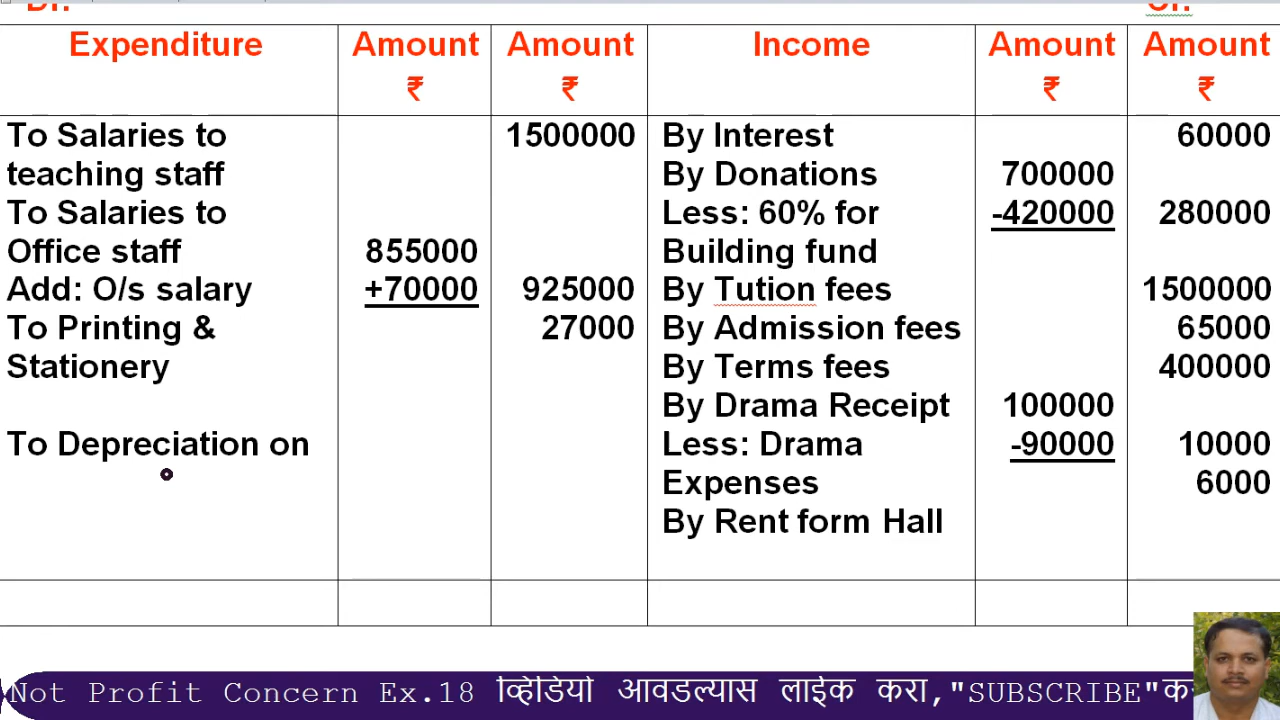 Dr. Cr.
Expenditure Amount ₹ Amount ₹ Income Amount ₹ Amount ₹
To Salaries to 1500000 By Interest 60000
teaching staff By Donations 700000
To Salaries to Less: 60% for -420000 280000
Office staff 855000 Building fund
Add: O/s salary +70000 925000 By Tution fees 1500000
To Printing & 27000 By Admission fees 65000
Stationery By Terms fees 400000
By Drama Receipt 100000
To Depreciation on Less: Drama -90000 10000
Expenses 6000
By Rent form Hall
Not Profit Concern Ex.18 व्हिडियो आवडल्यास लाईक करा,"SUBSCRIBE"